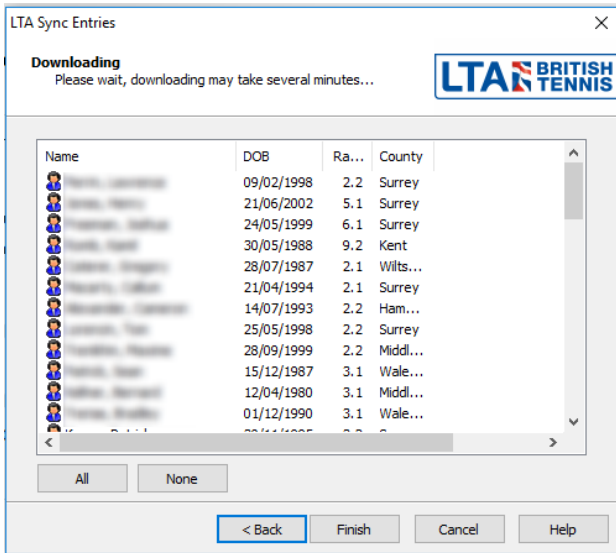 LTA Sync Entries
Downloading
Please wait, downloading may take several minutes...
LTA BRITISH TENNIS
Name DOB Ra... County
09/02/1998 2.2 Surrey
21/06/2002 5.1 Surrey
24/05/1999 6.1 Surrey
30/05/1988 9.2 Kent
28/07/1987 2.1 Wilts...
21/04/1994 2.1 Surrey
14/07/1993 2.2 Ham...
25/05/1998 2.2 Surrey
28/09/1999 2.2 Middl...
15/12/1987 3.1 Wale...
12/04/1980 3.1 Middl...
01/12/1990 3.1 Wale...
All None
< Back Finish Cancel Help